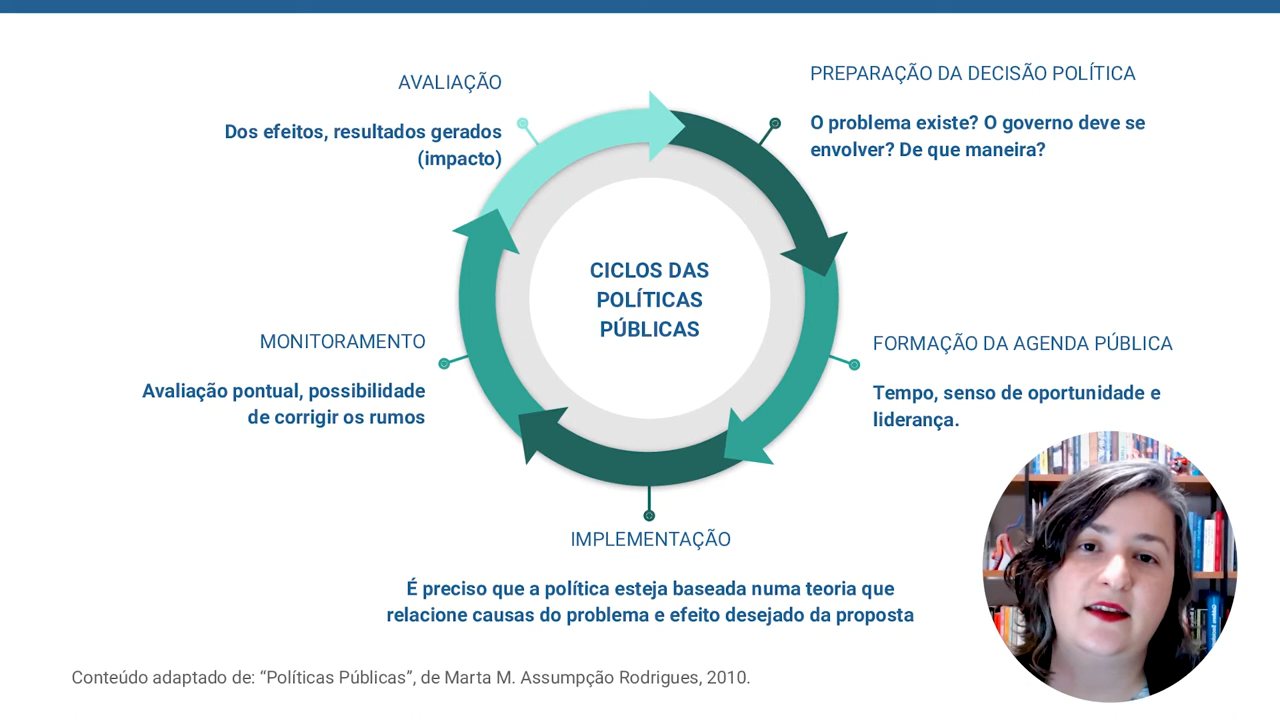 AVALIAÇÃO
Dos efeitos, resultados gerados
(impacto)
PREPARAÇÃO DA DECISÃO POLÍTICA
O problema existe? O governo deve se
envolver? De que maneira?
CICLOS DAS
POLÍTICAS
PÚBLICAS
MONITORAMENTO
Avaliação pontual, possibilidade
de corrigir os rumos
FORMAÇÃO DA AGENDA PÚBLICA
Tempo, senso de oportunidade e
liderança.
IMPLEMENTAÇÃO
É preciso que a política esteja baseada numa teoria que
relacione causas do problema e efeito desejado da proposta
Conteúdo adaptado de: “Políticas Públicas”, de Marta M. Assumpção Rodrigues, 2010.